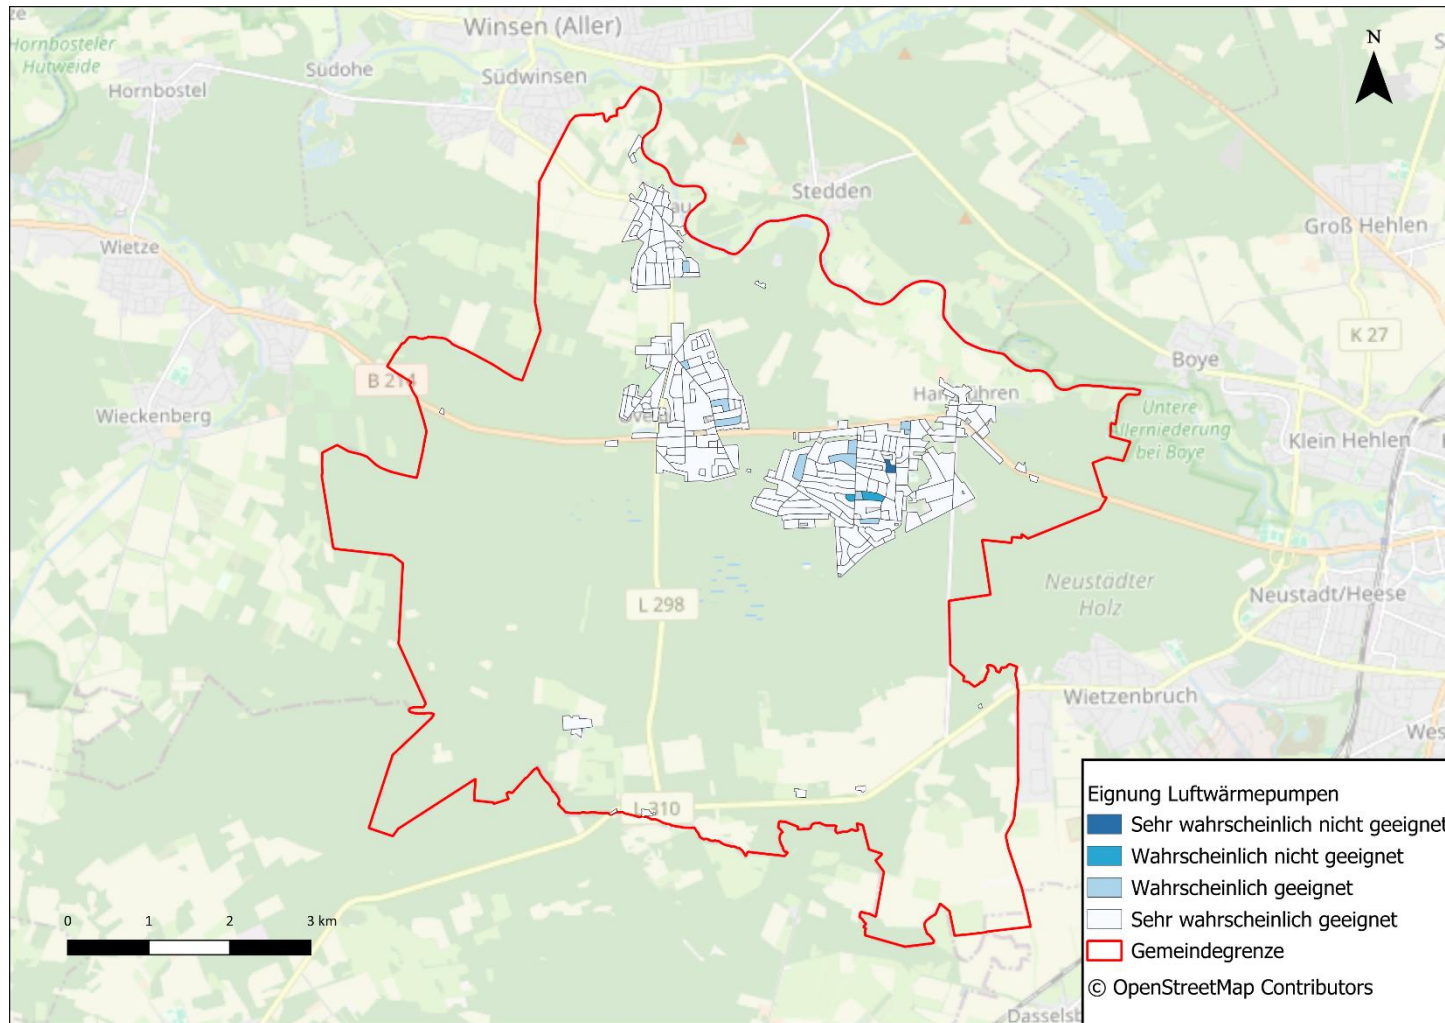 Winsen (Aller)
Hornbosteler
Hutweide
Südohe
Südwinsen
Hornbostel
N
Stedden
Groß Hehlen
Wietze
K 27
Boye
B 214
Wieckenberg
Untere
Allerniederung
bei Boye
Klein Hehlen
L 298
Neustädter
Holz
Neustadt/Heese
Wietzenbruch
Wes
L 310
Eignung Luftwärmepumpen
Sehr wahrscheinlich nicht geeignet
Wahrscheinlich nicht geeignet
Wahrscheinlich geeignet
Sehr wahrscheinlich geeignet
Gemeindegrenze
© OpenStreetMap Contributors
0 1 2 3 km
Dasselsb